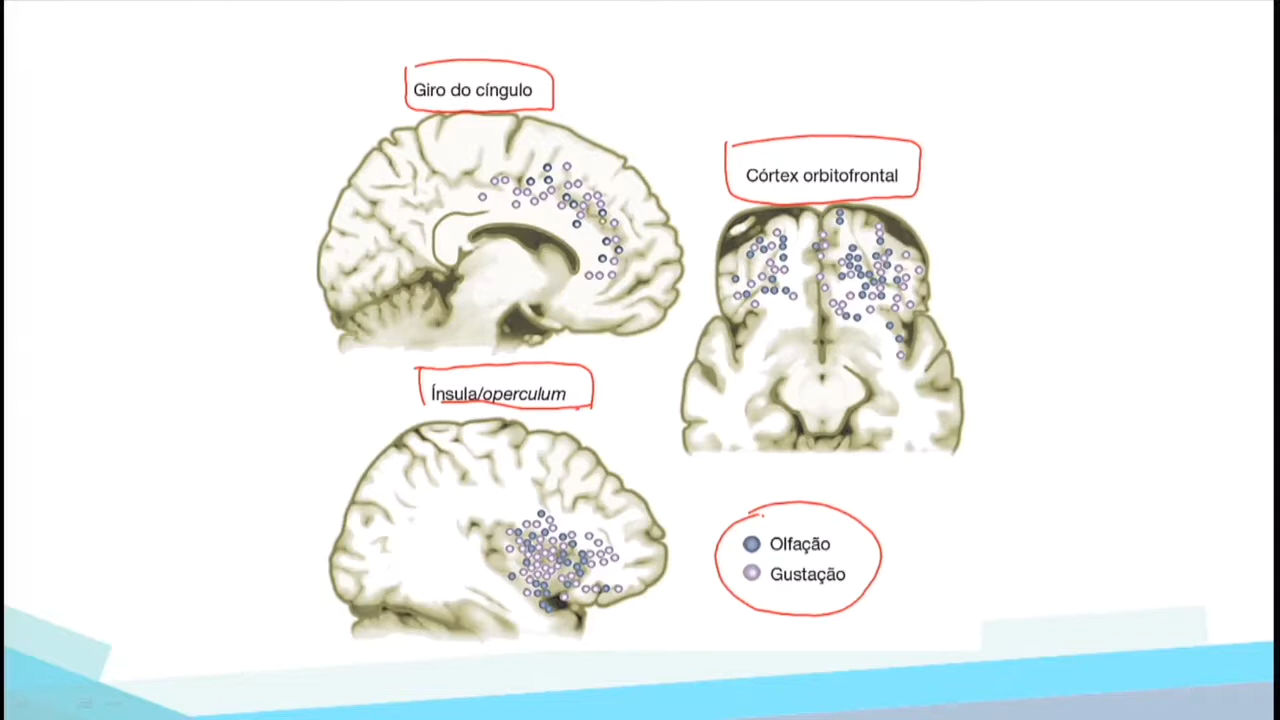 Giro do cíngulo
Córtex orbitofrontal
Ínsula/operculum
Olfação
Gustação